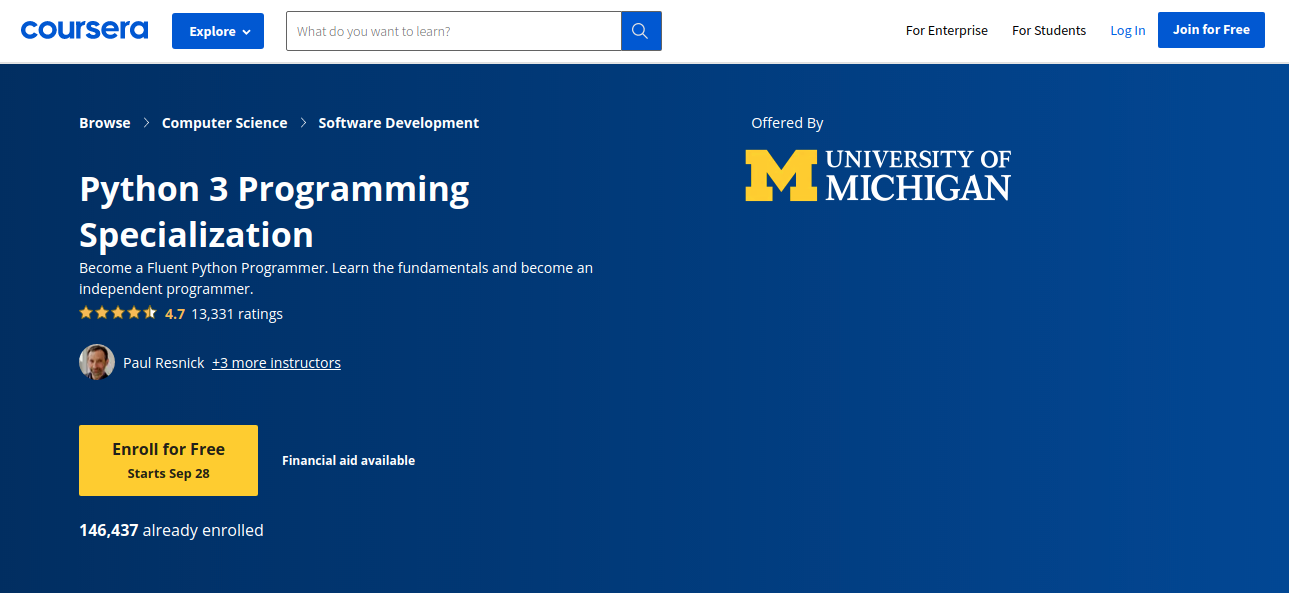 coursera
Explore
What do you want to learn?
For Enterprise
For Students
Log In
Join for Free
Browse
Computer Science
Software Development
Offered By
UNIVERSITY OF
MICHIGAN
Python 3 Programming
Specialization
Become a Fluent Python Programmer. Learn the fundamentals and become an
independent programmer.
4.7 13,331 ratings
Paul Resnick +3 more instructors
Enroll for Free
Starts Sep 28
Financial aid available
146,437 already enrolled